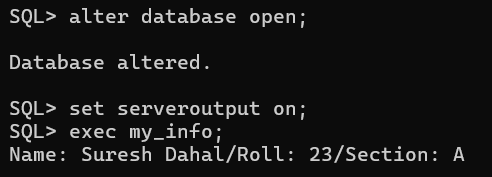 SQL> alter database open;
Database altered.
SQL> set serveroutput on;
SQL> exec my_info;
Name: Suresh Dahal/Roll: 23/Section: A